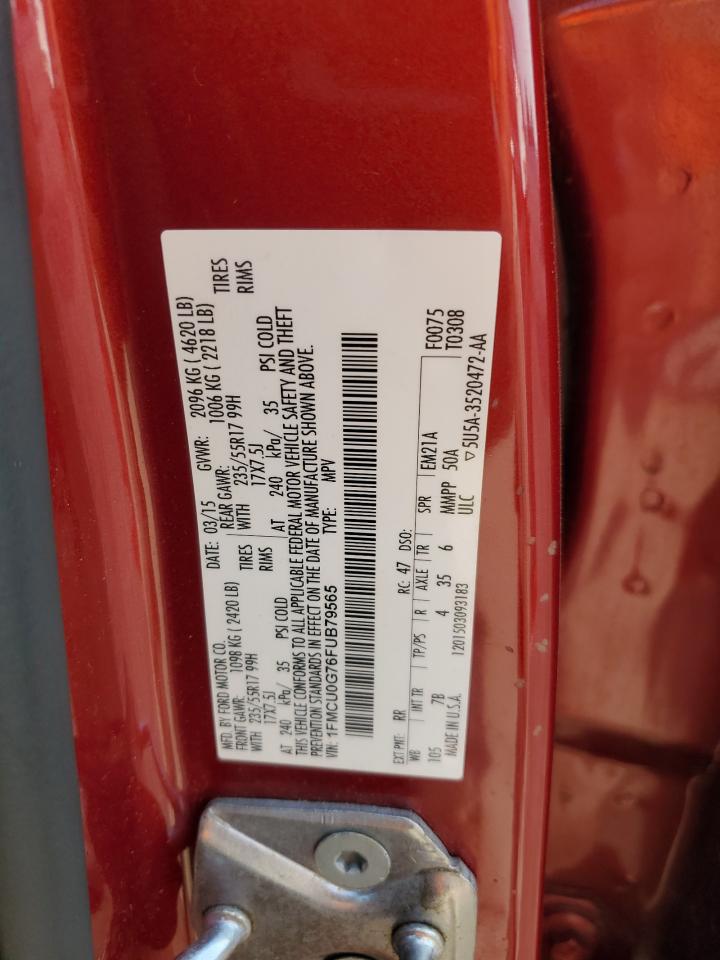 MFD. BY FORD MOTOR CO.
DATE: 03/15 GVWR: 2096 KG ( 4620 LB)
FRONT GAWR: 1098 KG ( 2420 LB) REAR GAWR: 1006 KG ( 2218 LB)
WITH 235/55R17 99H TIRES WITH 235/55R17 99H TIRES
17X7.5J RIMS 17X7.5J RIMS
AT 240 kPa/ 35 PSI COLD AT 240 kPa/ 35 PSI COLD
THIS VEHICLE CONFORMS TO ALL APPLICABLE FEDERAL MOTOR VEHICLE SAFETY AND THEFT
PREVENTION STANDARDS IN EFFECT ON THE DATE OF MANUFACTURE SHOWN ABOVE.
VIN: 1FMCU0G76FUB79565 TYPE: MPV
EXT PNT: RR RC: 47 DSO: F0075
WB INT TR TP/PS R AXLE TR SPR EM21A T0308
105 7B 4 35 6 MMPP 50A
MADE IN U.S.A. 1201503093183 ULC ▽5U5A-3520472-AA